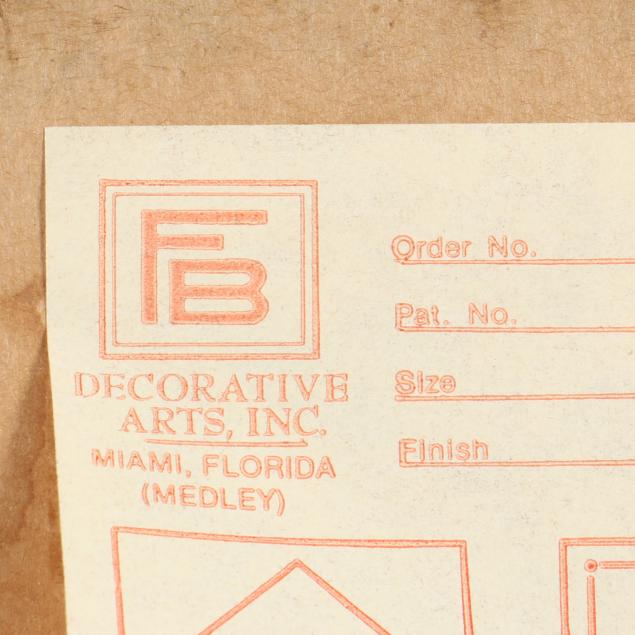 FB
DECORATIVE
ARTS, INC.
MIAMI, FLORIDA
(MEDLEY)
Order No.
Pat. No.
Size
Finish